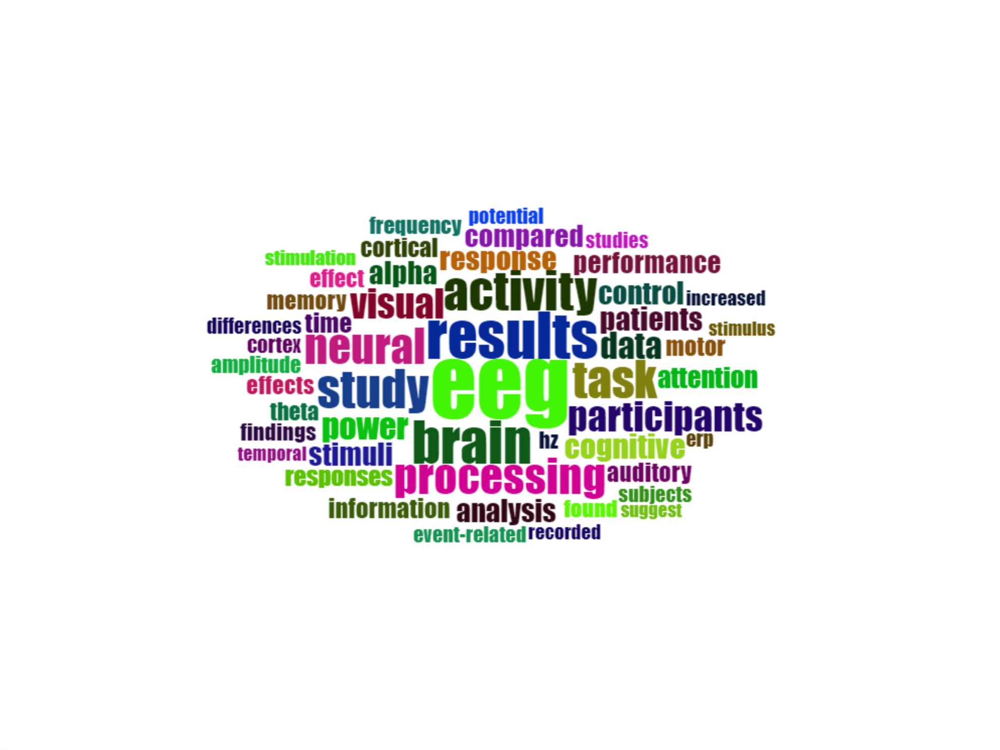 potential
frequency
compared studies
cortical
response performance
stimulation
effect alpha
activity
control increased
memory visual
differences time
patients stimulus
results
cortex neural
data motor
amplitude
effects study
eeg
task attention
theta
participants
findings power
brain hz cognitive erp
temporal stimuli
responses processing auditory
subjects
information analysis found suggest
event-related recorded